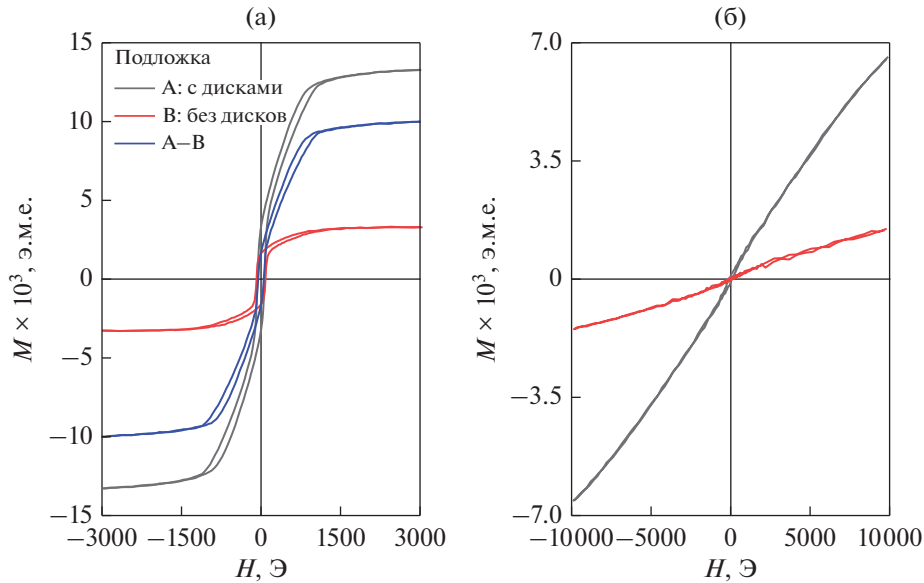 (а)
15
10
5
0
−5
−10
−15
−3000 −1500 0 1500 3000
H, Э
M × 10³, э.м.е.
Подложка
А: с дисками
В: без дисков
А−В
(б)
7.0
3.5
0
−3.5
−7.0
−10000 −5000 0 5000 10000
H, Э
M × 10³, э.м.е.